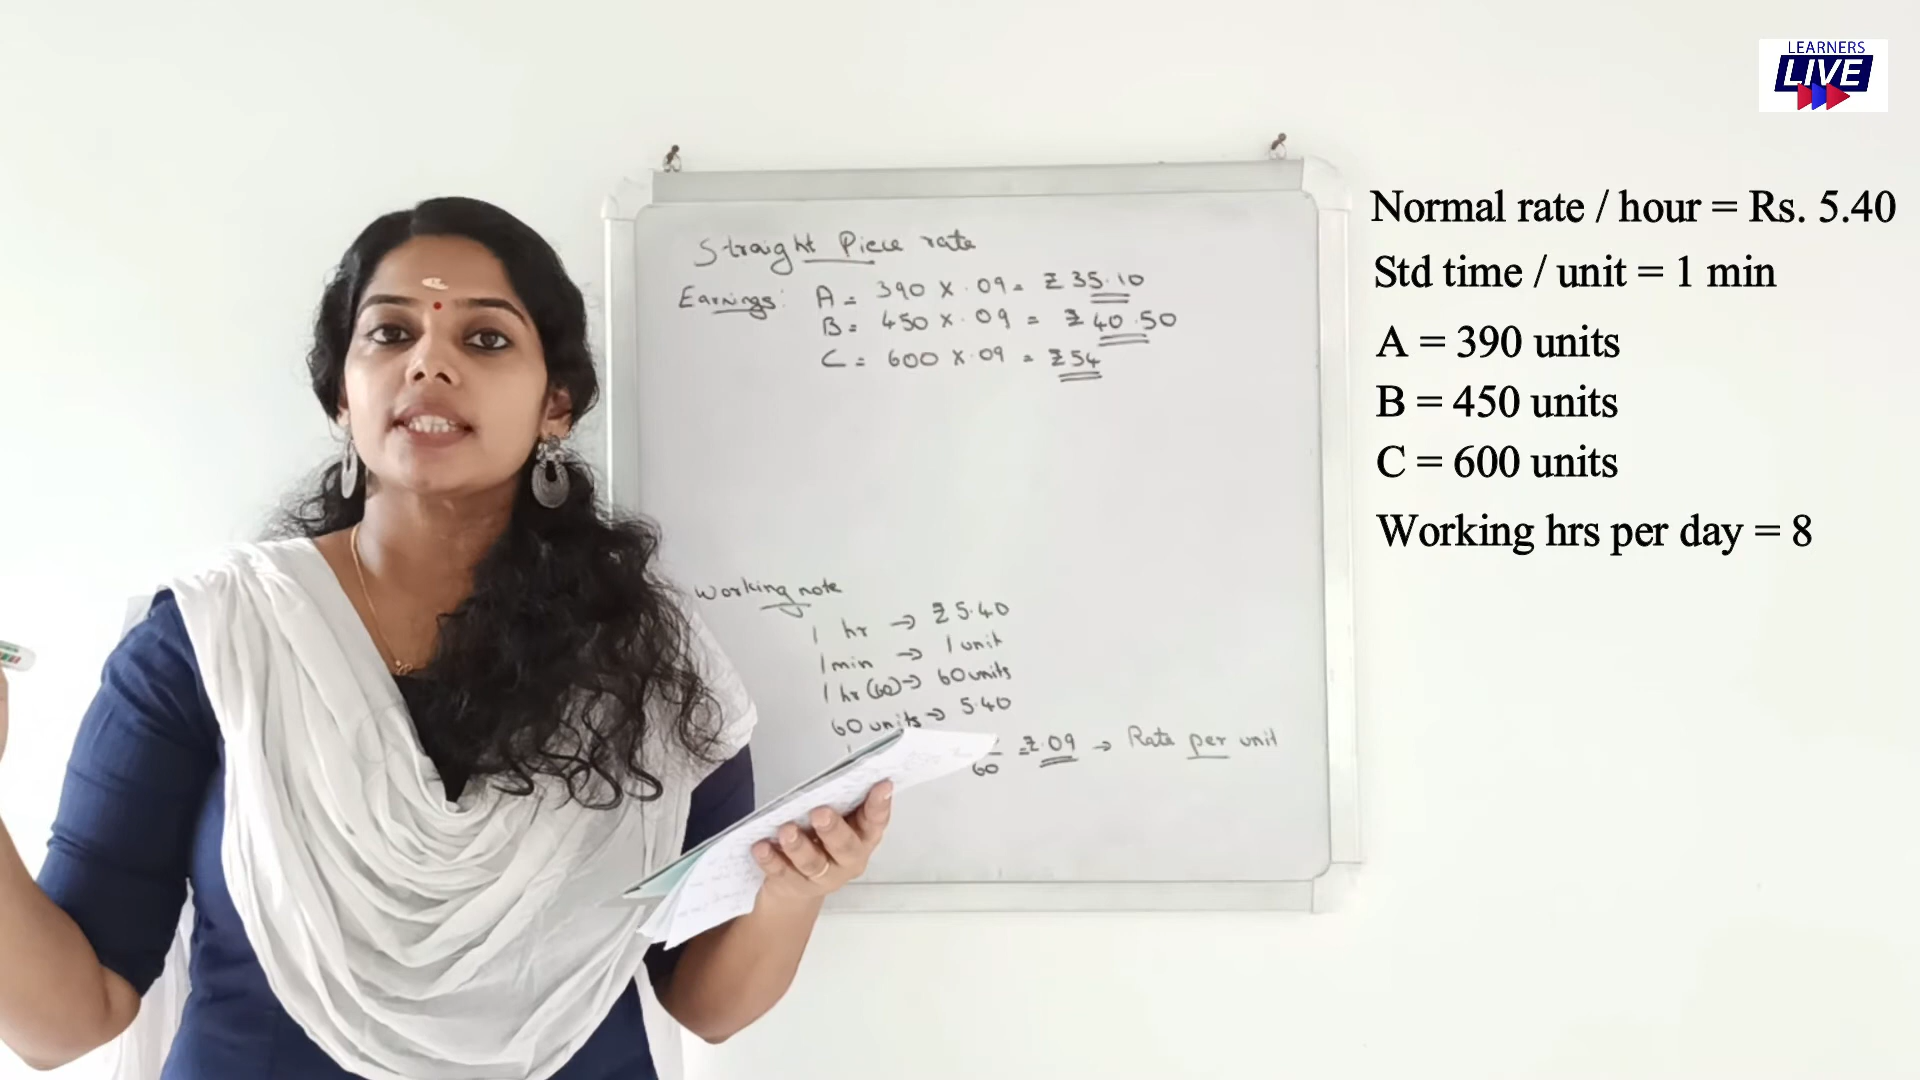 LEARNERS
LIVE
Normal rate / hour = Rs. 5.40
Std time / unit = 1 min
A = 390 units
B = 450 units
C = 600 units
Working hrs per day = 8
Straight Piece rate
Earnings: A = 390 X .09 = ₹ 35.10
B = 450 X .09 = ₹ 40.50
C = 600 X .09 = ₹ 54
Working note
1 hr → ₹ 5.40
1 min → 1 unit
1 hr (60) → 60 units
60 units → 5.40
60 = ₹ .09 → Rate per unit